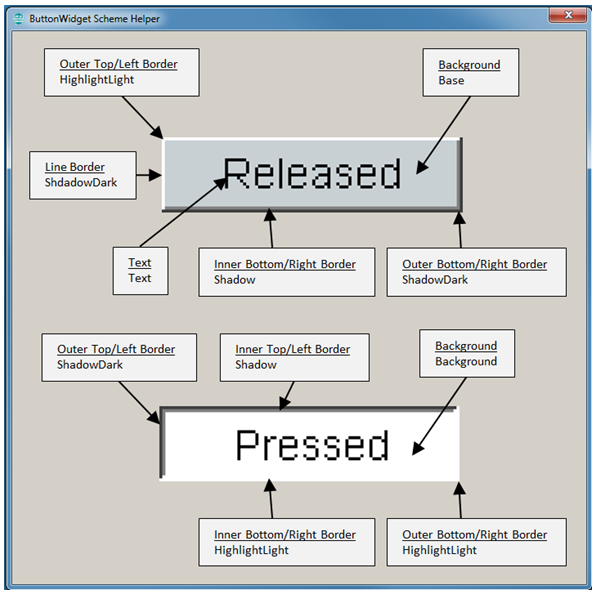 ButtonWidget Scheme Helper
Outer Top/Left Border
HighlightLight
Background
Base
Line Border
ShdadowDark
Released
Text
Text
Inner Bottom/Right Border
Shadow
Outer Bottom/Right Border
ShadowDark
Outer Top/Left Border
ShadowDark
Inner Top/Left Border
Shadow
Background
Background
Pressed
Inner Bottom/Right Border
HighlightLight
Outer Bottom/Right Border
HighlightLight